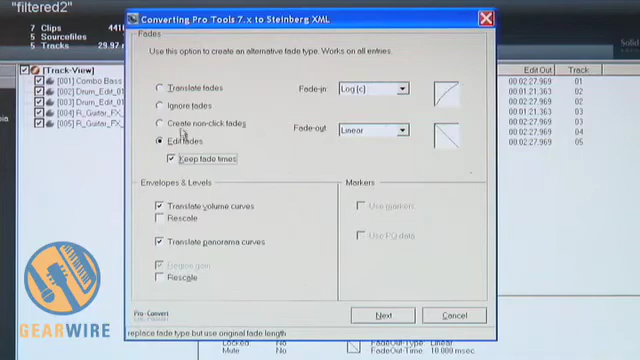 "filtered2"
7 Clips
5 Sourcefiles
5 Tracks 29.97
Converting Pro Tools 7.x to Steinberg XML
Fades
Use this option to create an alternative fade type. Works on all entries.
Translate fades
Ignore fades
Create non-click fades
Edit fades
Keep fade times
Fade-in Log [c]
Fade-out Linear
Envelopes & Levels
Translate volume curves
Rescale
Translate panorama curves
Region gain
Rescale
Markers
Use markers
Use PQ data
Pro Convert
Next
Cancel
replace fade type but use original fade length
[Track-View]
[001] Combo Bass
[002] Drum_Edit_01
[003] Drum_Edit_01
[004] R_Guitar_FX_
[005] R_Guitar_FX_
Edit Out Track
00:02:27.969 01
00:01:21.363 02
00:01:21.363 03
00:02:27.969 04
00:02:27.969 05
GEARWIRE
Locked: No
Mute: No
FadeOut-Type: Linear
FadeOut-Time: 10.000 msec